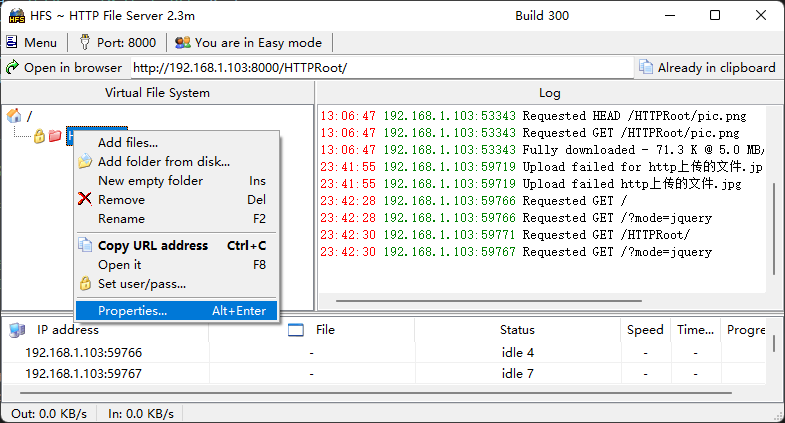 HFS ~ HTTP File Server 2.3m Build 300
Menu Port: 8000 You are in Easy mode
Open in browser http://192.168.1.103:8000/HTTPRoot/ Already in clipboard
Virtual File System
/
Add files...
Add folder from disk...
New empty folder Ins
Remove Del
Rename F2
Copy URL address Ctrl+C
Open it F8
Set user/pass...
Properties... Alt+Enter
Log
13:06:47 192.168.1.103:53343 Requested HEAD /HTTPRoot/pic.png
13:06:47 192.168.1.103:53343 Requested GET /HTTPRoot/pic.png
13:06:47 192.168.1.103:53343 Fully downloaded - 71.3 K @ 5.0 MB/
23:41:55 192.168.1.103:59719 Upload failed for http上传的文件.jp
23:41:55 192.168.1.103:59719 Upload failed http上传的文件.jpg
23:42:28 192.168.1.103:59766 Requested GET /
23:42:28 192.168.1.103:59766 Requested GET /?mode=jquery
23:42:30 192.168.1.103:59771 Requested GET /HTTPRoot/
23:42:30 192.168.1.103:59767 Requested GET /?mode=jquery
IP address File Status Speed Time... Progre
192.168.1.103:59766 - idle 4 - -
192.168.1.103:59767 - idle 7 - -
Out: 0.0 KB/s In: 0.0 KB/s